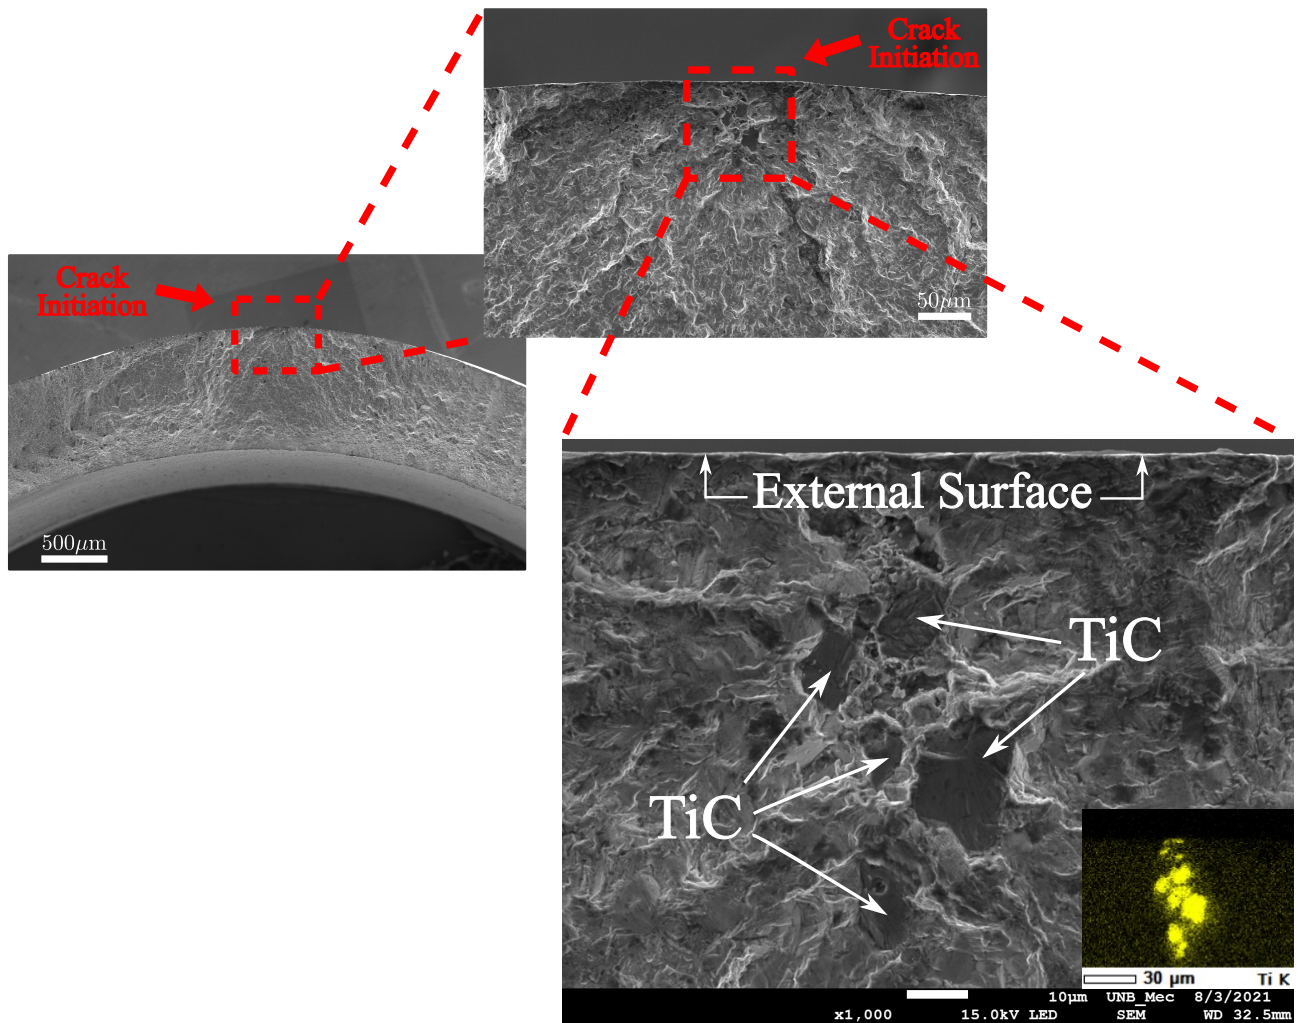 Crack
Initiation
50μm
Crack
Initiation
500μm
External Surface
TiC
TiC
30 μm Ti K
10μm UNB_Mec 8/3/2021
x1,000 15.0kV LED SEM WD 32.5mm